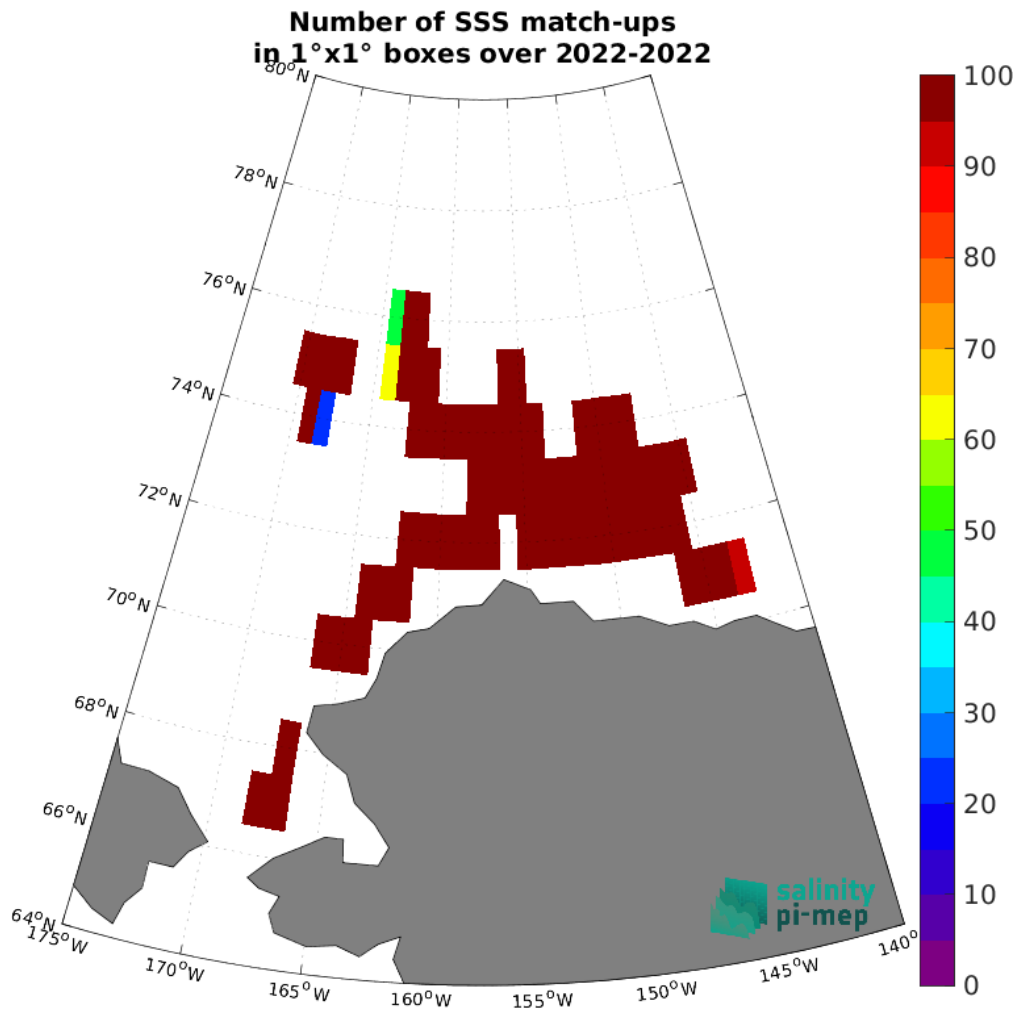 Number of SSS match-ups
in 1°x1° boxes over 2022-2022
80°N
78°N
76°N
74°N
72°N
70°N
68°N
66°N
64°N
175°W
170°W
165°W
160°W
155°W
150°W
145°W
140°
100
90
80
70
60
50
40
30
20
10
0
salinity
pi-mep